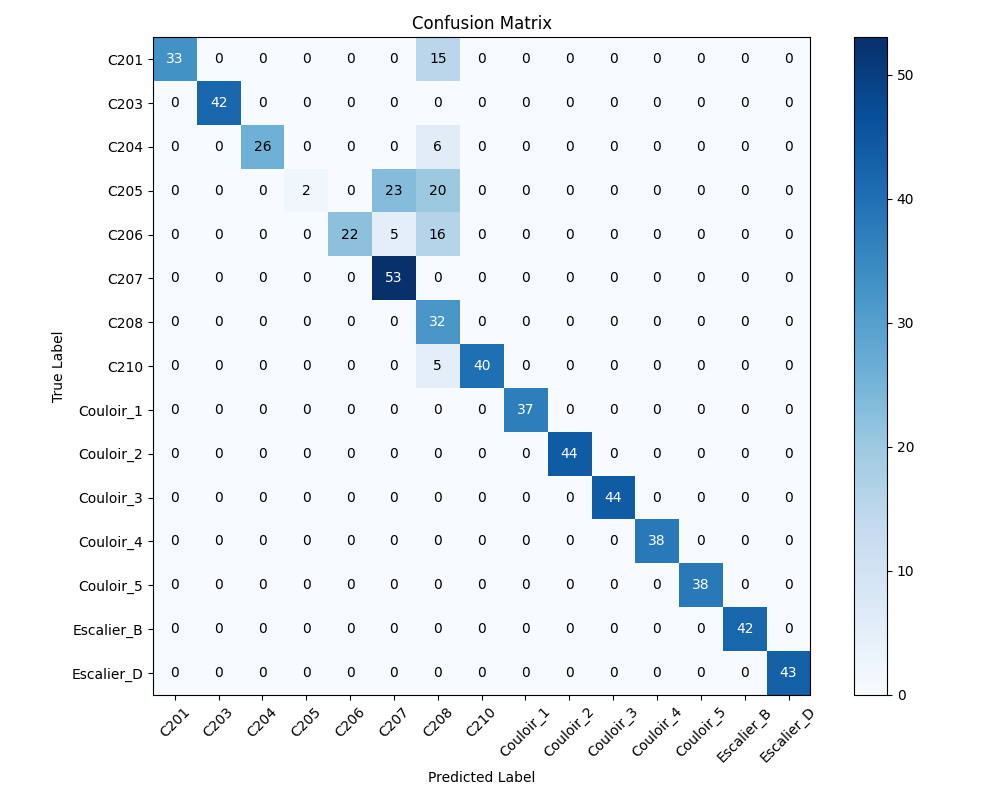 Confusion Matrix
C201 33 0 0 0 0 0 15 0 0 0 0 0 0 0 0
C203 0 42 0 0 0 0 0 0 0 0 0 0 0 0 0
C204 0 0 26 0 0 0 6 0 0 0 0 0 0 0 0
C205 0 0 0 2 0 23 20 0 0 0 0 0 0 0 0
C206 0 0 0 0 22 5 16 0 0 0 0 0 0 0 0
C207 0 0 0 0 0 53 0 0 0 0 0 0 0 0 0
C208 0 0 0 0 0 0 32 0 0 0 0 0 0 0 0
C210 0 0 0 0 0 0 5 40 0 0 0 0 0 0 0
Couloir_1 0 0 0 0 0 0 0 0 37 0 0 0 0 0 0
Couloir_2 0 0 0 0 0 0 0 0 0 44 0 0 0 0 0
Couloir_3 0 0 0 0 0 0 0 0 0 0 44 0 0 0 0
Couloir_4 0 0 0 0 0 0 0 0 0 0 0 38 0 0 0
Couloir_5 0 0 0 0 0 0 0 0 0 0 0 0 38 0 0
Escalier_B 0 0 0 0 0 0 0 0 0 0 0 0 0 42 0
Escalier_D 0 0 0 0 0 0 0 0 0 0 0 0 0 0 43
C201 C203 C204 C205 C206 C207 C208 C210 Couloir_1 Couloir_2 Couloir_3 Couloir_4 Couloir_5 Escalier_B Escalier_D
Predicted Label
True Label
50
40
30
20
10
0